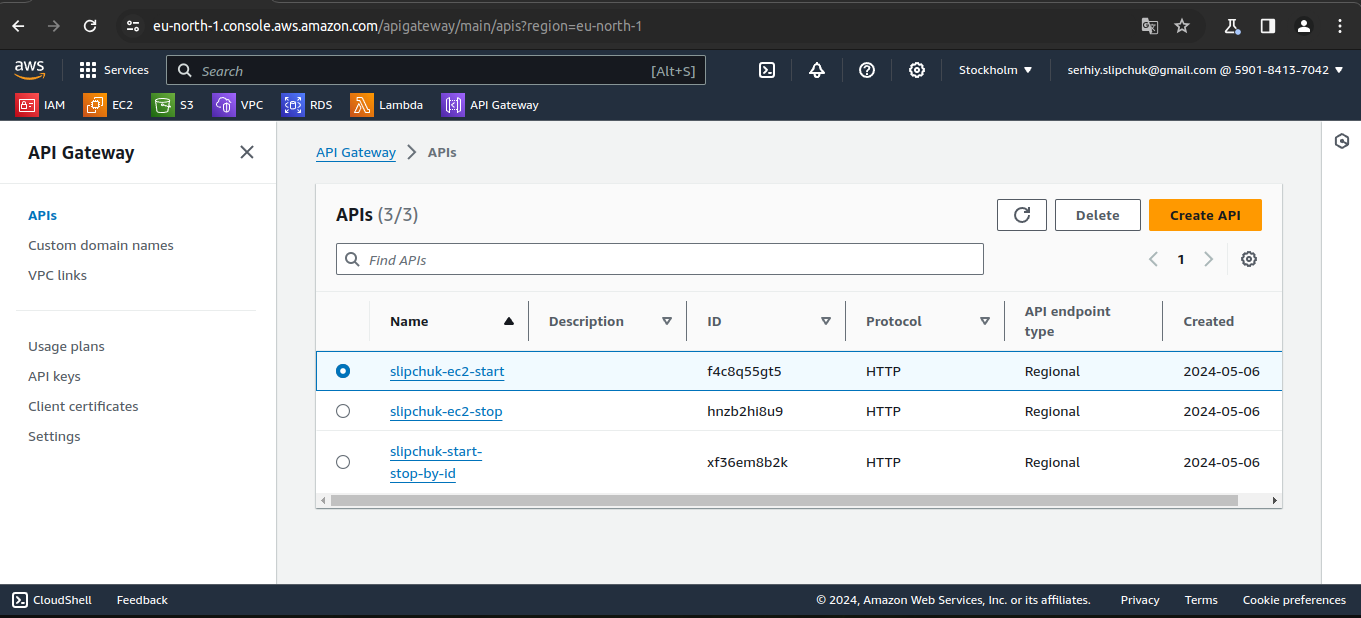 eu-north-1.console.aws.amazon.com/apigateway/main/apis?region=eu-north-1
aws
Services
Search
[Alt+S]
Stockholm
serhiy.slipchuk@gmail.com @ 5901-8413-7042
IAM
EC2
S3
VPC
RDS
Lambda
API Gateway
API Gateway
APIs
Custom domain names
VPC links
Usage plans
API keys
Client certificates
Settings
API Gateway
APIs
APIs (3/3)
Delete
Create API
Find APIs
1
Name
Description
ID
Protocol
API endpoint
type
Created
slipchuk-ec2-start f4c8q55gt5 HTTP Regional 2024-05-06
slipchuk-ec2-stop hnzb2hi8u9 HTTP Regional 2024-05-06
slipchuk-start-
stop-by-id
xf36em8b2k HTTP Regional 2024-05-06
CloudShell
Feedback
© 2024, Amazon Web Services, Inc. or its affiliates.
Privacy
Terms
Cookie preferences